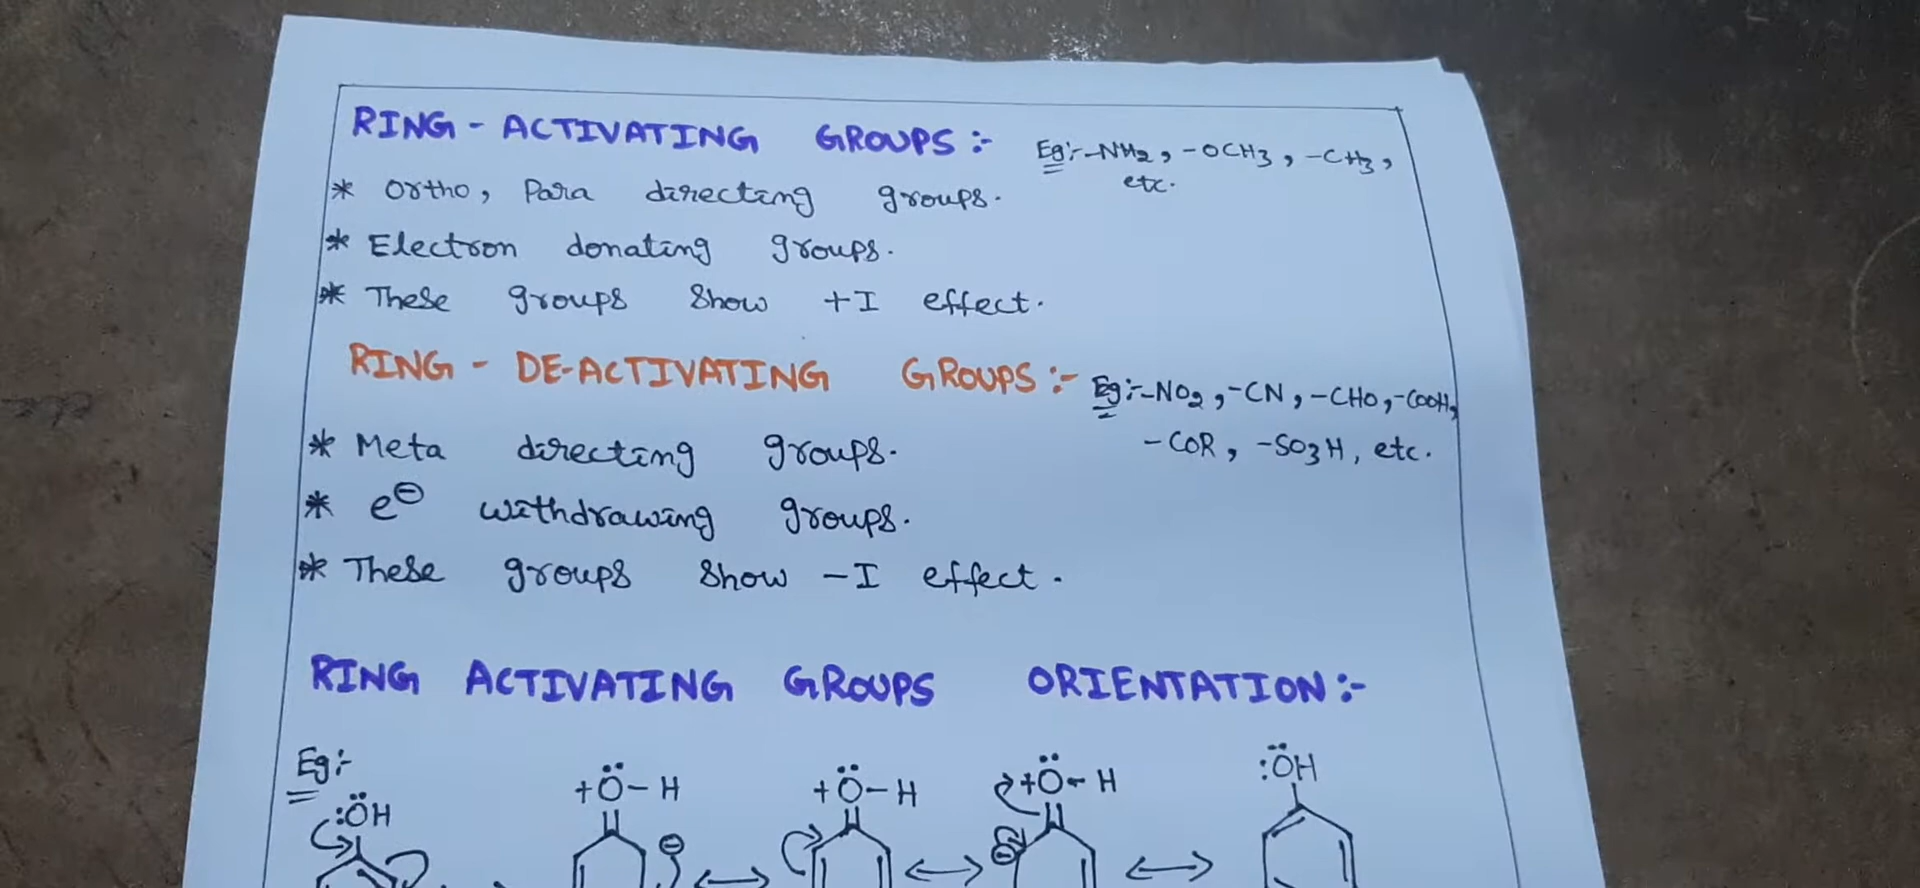 RING - ACTIVATING GROUPS :- Eg:- -NH2, -OCH3, -CH3,
etc.
* Ortho, Para directing groups.
* Electron donating groups.
* These groups show +I effect.
RING - DE-ACTIVATING GROUPS :- Eg:- -NO2, -CN, -CHO, -COOH,
-COR, -SO3H, etc.
* Meta directing groups.
* e⊖ withdrawing groups.
* These groups show -I effect.
RING ACTIVATING GROUPS ORIENTATION :-
Eg:-
:ÖH +Ö-H +Ö-H +Ö-H :ÖH
⊖ ⊖